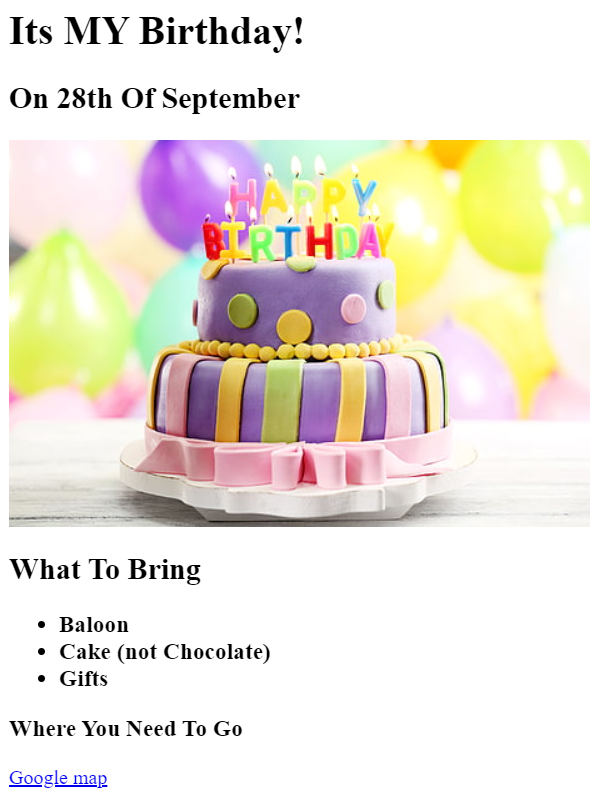 Its MY Birthday!
On 28th Of September
HAPPY
BIRTHDAY
What To Bring
Baloon
Cake (not Chocolate)
Gifts
Where You Need To Go
Google map